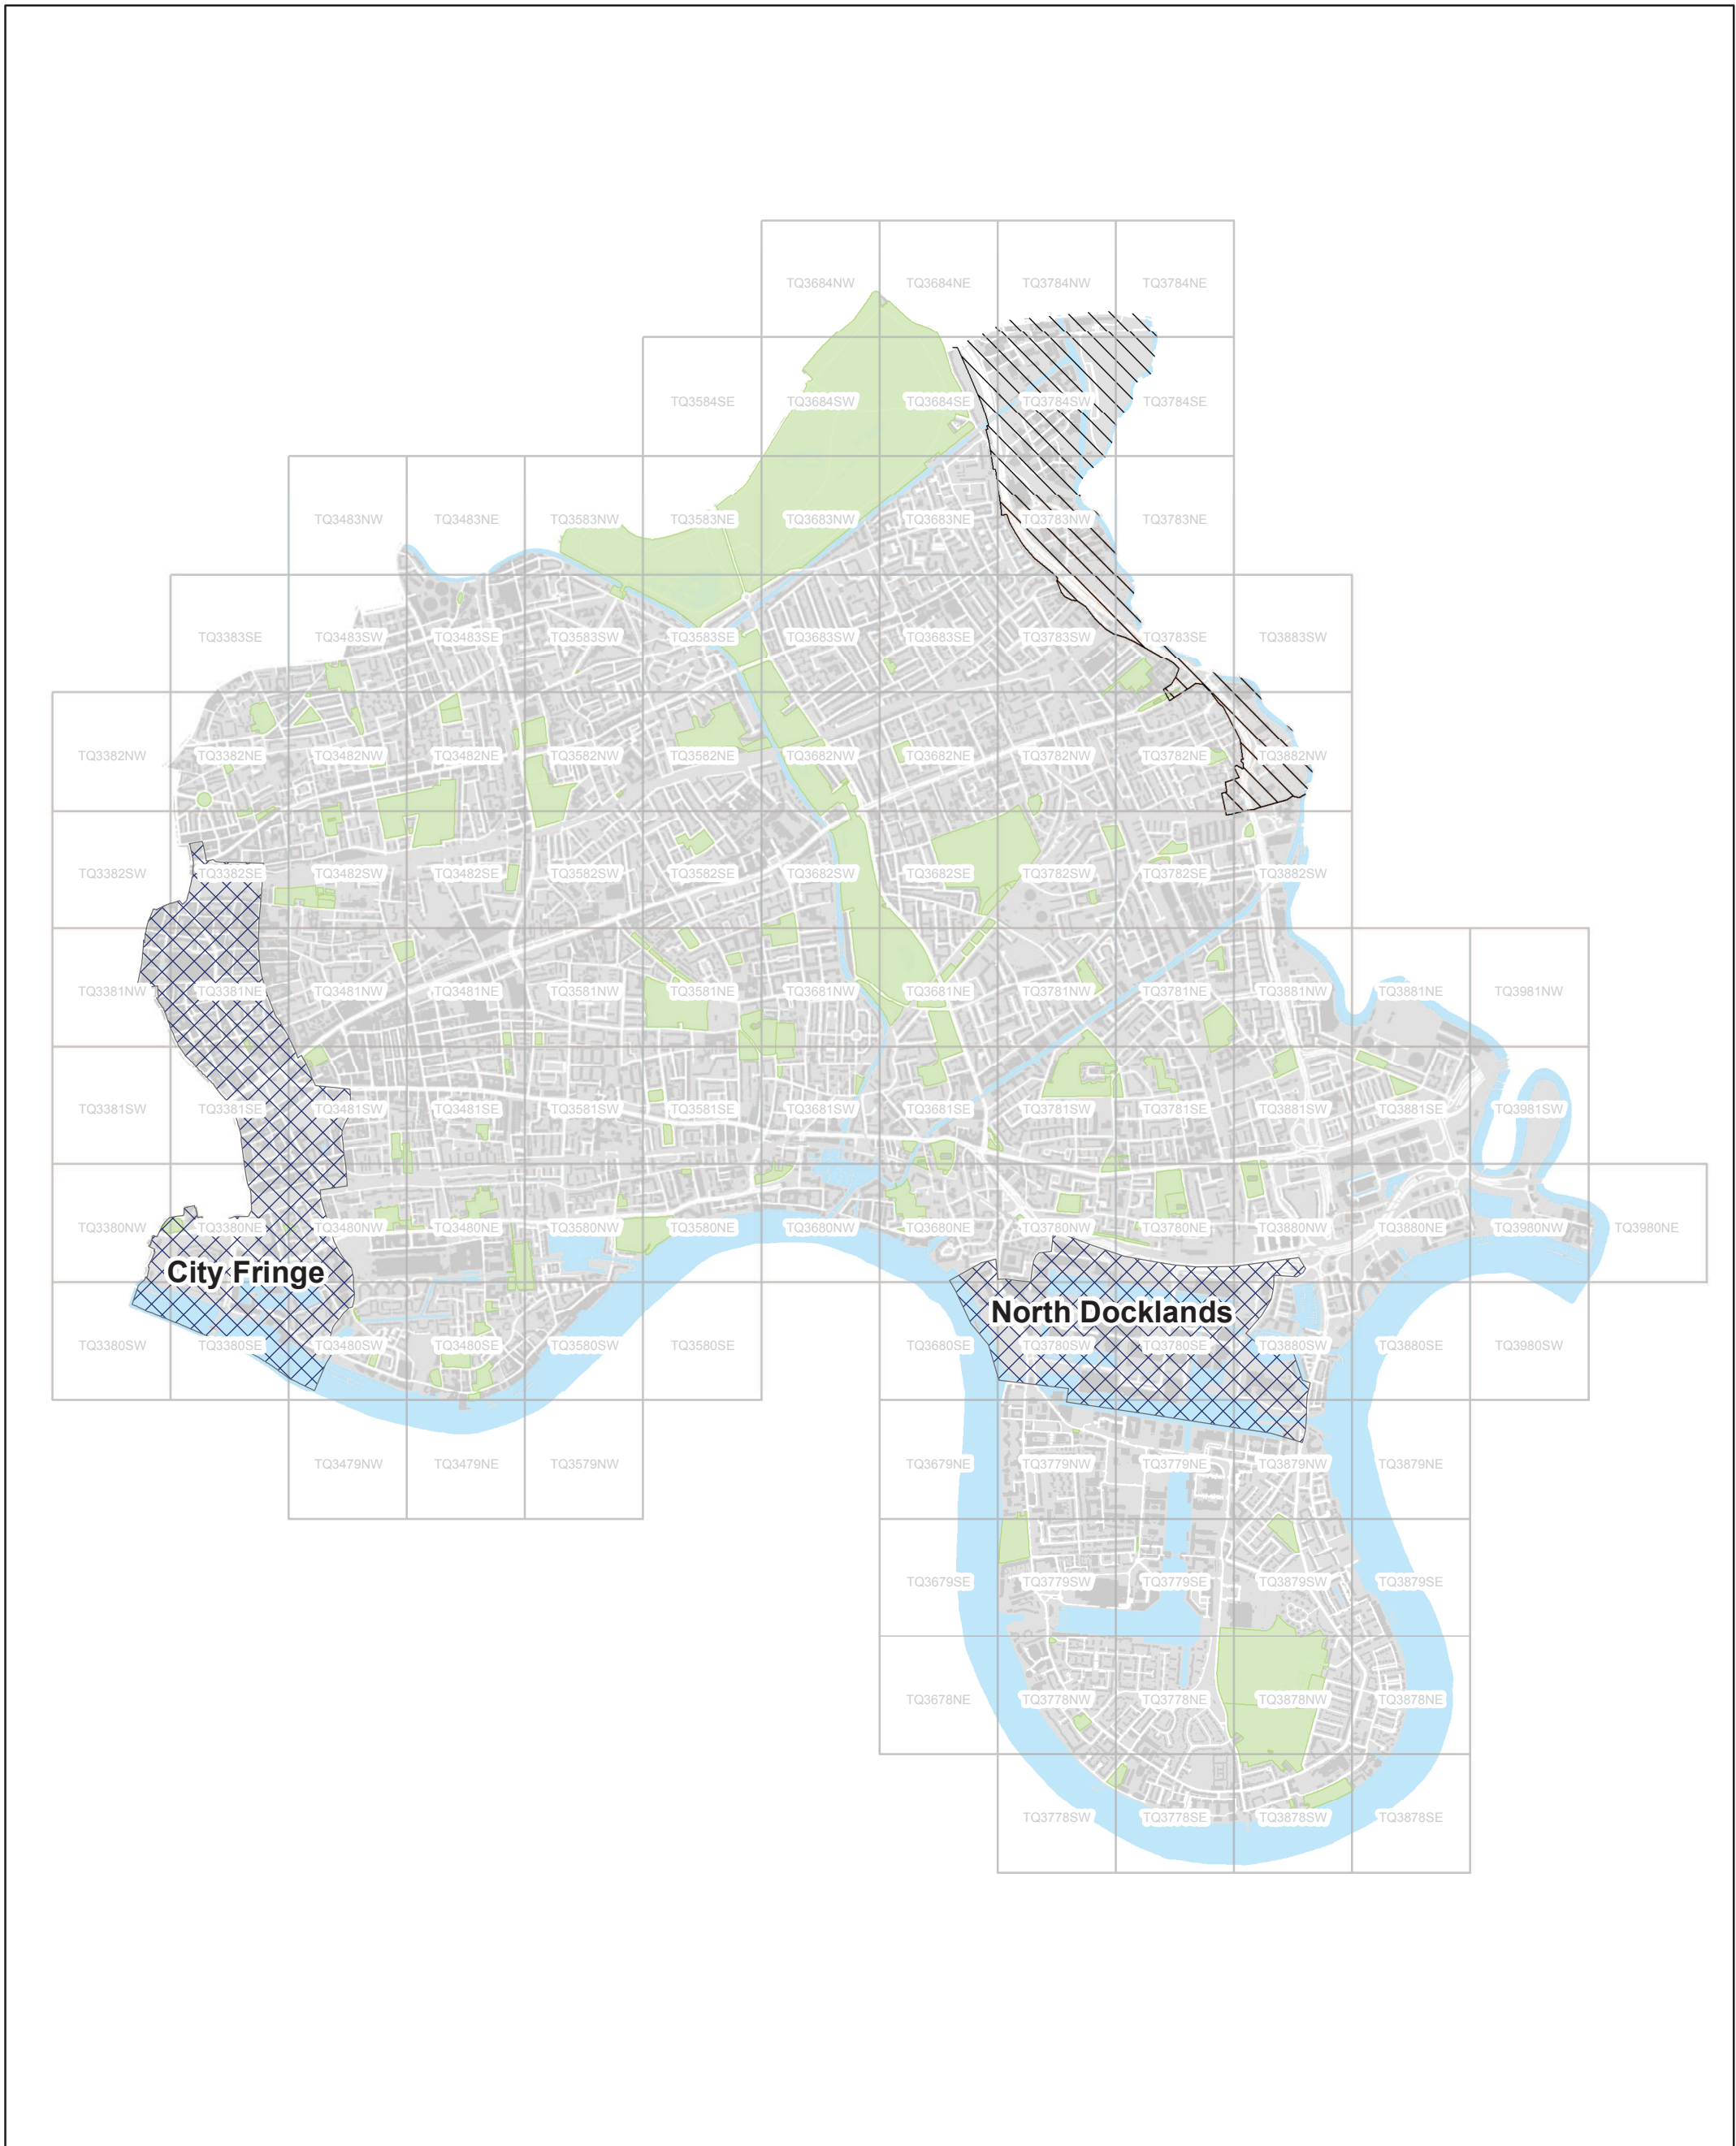 TQ3684NW TQ3684NE TQ3784NW TQ3784NE
TQ3584SE TQ3684SW TQ3684SE TQ3784SW TQ3784SE
TQ3483NW TQ3483NE TQ3583NW TQ3583NE TQ3683NW TQ3683NE TQ3783NW TQ3783NE
TQ3383SE TQ3483SW TQ3483SE TQ3583SW TQ3583SE TQ3683SW TQ3683SE TQ3783SW TQ3783SE TQ3883SW
TQ3382NW TQ3382NE TQ3482NW TQ3482NE TQ3582NW TQ3582NE TQ3682NW TQ3682NE TQ3782NW TQ3782NE TQ3882NW
TQ3382SW TQ3382SE TQ3482SW TQ3482SE TQ3582SW TQ3582SE TQ3682SW TQ3682SE TQ3782SW TQ3782SE TQ3882SW
TQ3381NW TQ3381NE TQ3481NW TQ3481NE TQ3581NW TQ3581NE TQ3681NW TQ3681NE TQ3781NW TQ3781NE TQ3881NW TQ3881NE TQ3981NW
TQ3381SW TQ3381SE TQ3481SW TQ3481SE TQ3581SW TQ3581SE TQ3681SW TQ3681SE TQ3781SW TQ3781SE TQ3881SW TQ3881SE TQ3981SW
TQ3380NW TQ3380NE TQ3480NW TQ3480NE TQ3580NW TQ3580NE TQ3680NW TQ3680NE TQ3780NW TQ3780NE TQ3880NW TQ3880NE TQ3980NW TQ3980NE
City Fringe
North Docklands
TQ3380SW TQ3380SE TQ3480SW TQ3480SE TQ3580SW TQ3580SE TQ3680SE TQ3780SW TQ3780SE TQ3880SE TQ3980SW
TQ3479NW TQ3479NE TQ3579NW TQ3679NE TQ3779NW TQ3779NE TQ3879NW TQ3879NE
TQ3679SE TQ3779SW TQ3779SE TQ3879SW TQ3879SE
TQ3678NE TQ3778NW TQ3778NE TQ3878NW TQ3878NE
TQ3778SW TQ3778SE TQ3878SW TQ3878SE